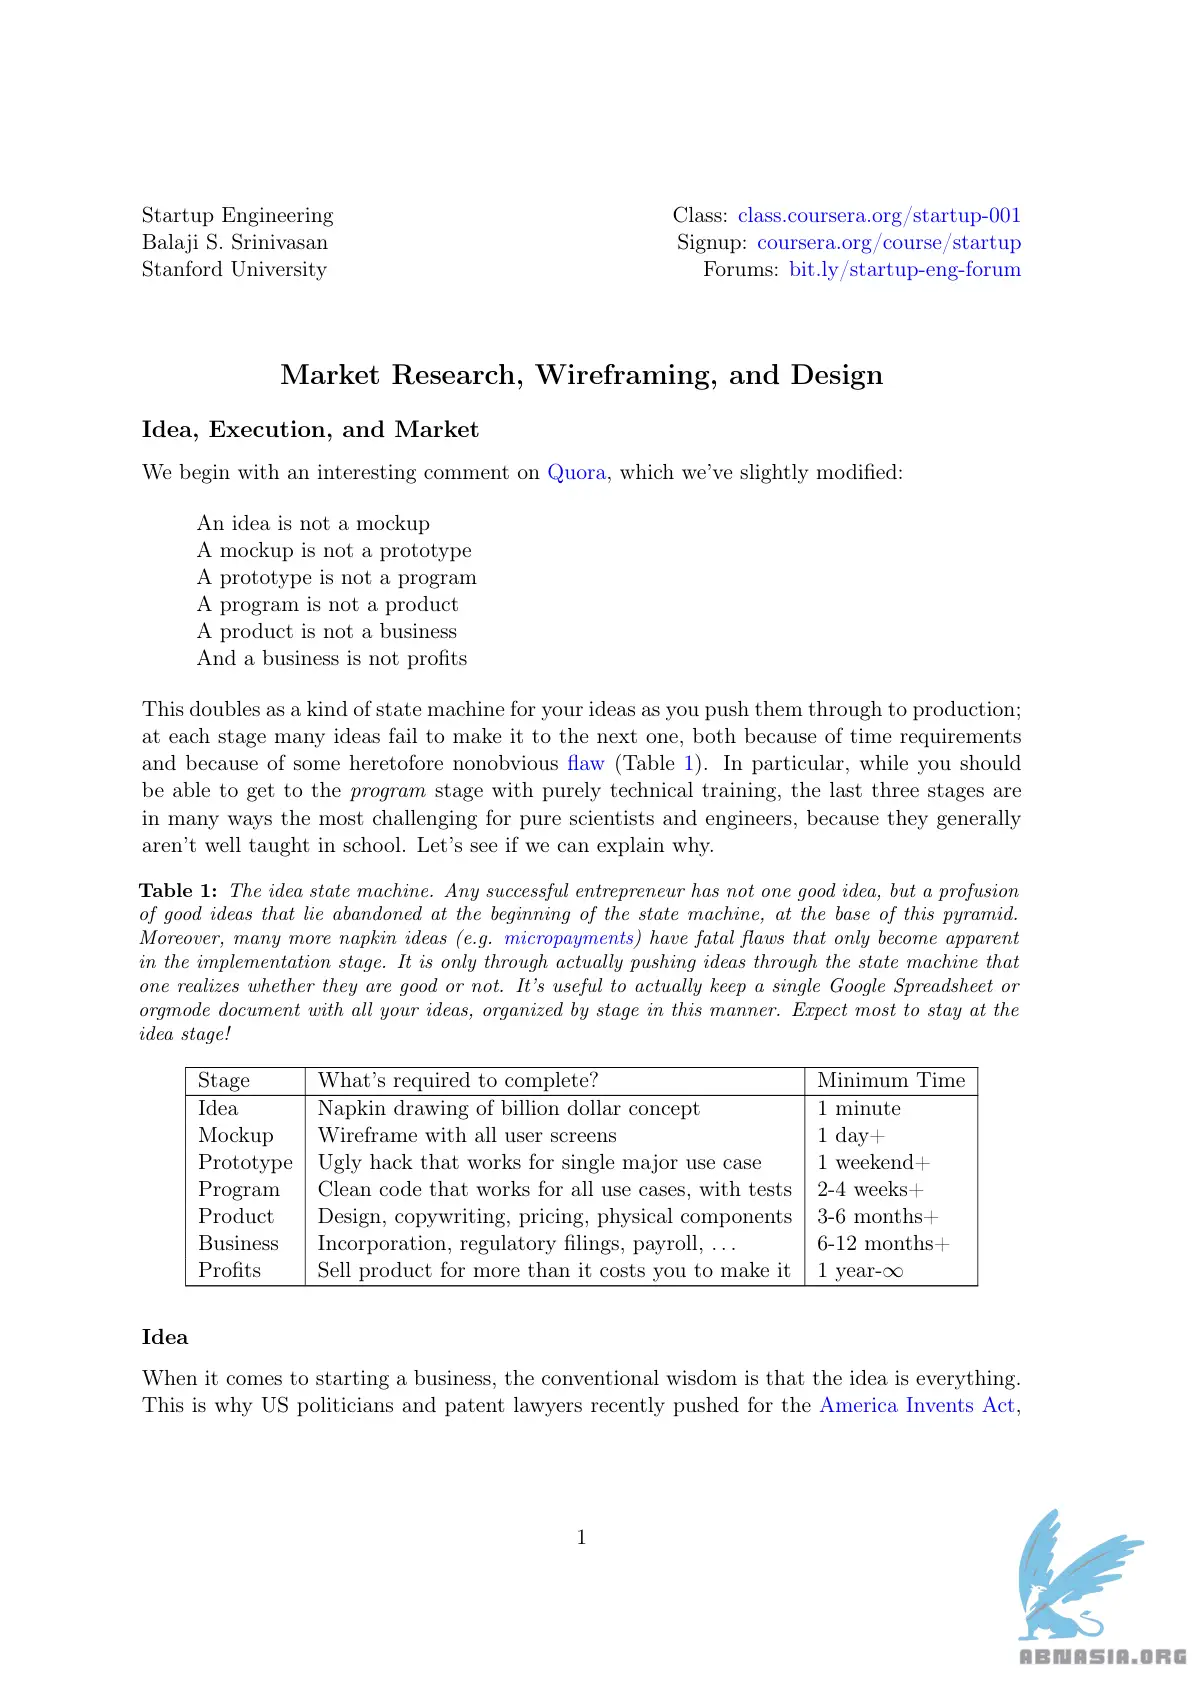 Startup Engineering
Balaji S. Srinivasan
Stanford University
Class: class.coursera.org/startup-001
Signup: coursera.org/course/startup
Forums: bit.ly/startup-eng-forum
Market Research, Wireframing, and Design
Idea, Execution, and Market
We begin with an interesting comment on Quora, which we've slightly modified:
An idea is not a mockup
A mockup is not a prototype
A prototype is not a program
A program is not a product
A product is not a business
And a business is not profits
This doubles as a kind of state machine for your ideas as you push them through to production;
at each stage many ideas fail to make it to the next one, both because of time requirements
and because of some heretofore nonobvious flaw (Table 1). In particular, while you should
be able to get to the program stage with purely technical training, the last three stages are
in many ways the most challenging for pure scientists and engineers, because they generally
aren't well taught in school. Let's see if we can explain why.
Table 1: The idea state machine. Any successful entrepreneur has not one good idea, but a profusion
of good ideas that lie abandoned at the beginning of the state machine, at the base of this pyramid.
Moreover, many more napkin ideas (e.g. micropayments) have fatal flaws that only become apparent
in the implementation stage. It is only through actually pushing ideas through the state machine that
one realizes whether they are good or not. It's useful to actually keep a single Google Spreadsheet or
orgmode document with all your ideas, organized by stage in this manner. Expect most to stay at the
idea stage!
Stage What's required to complete? Minimum Time
Idea Napkin drawing of billion dollar concept 1 minute
Mockup Wireframe with all user screens 1 day+
Prototype Ugly hack that works for single major use case 1 weekend+
Program Clean code that works for all use cases, with tests 2-4 weeks+
Product Design, copywriting, pricing, physical components 3-6 months+
Business Incorporation, regulatory filings, payroll, . . . 6-12 months+
Profits Sell product for more than it costs you to make it 1 year-∞
Idea
When it comes to starting a business, the conventional wisdom is that the idea is everything.
This is why US politicians and patent lawyers recently pushed for the America Invents Act,
1
ABNASIA.ORG